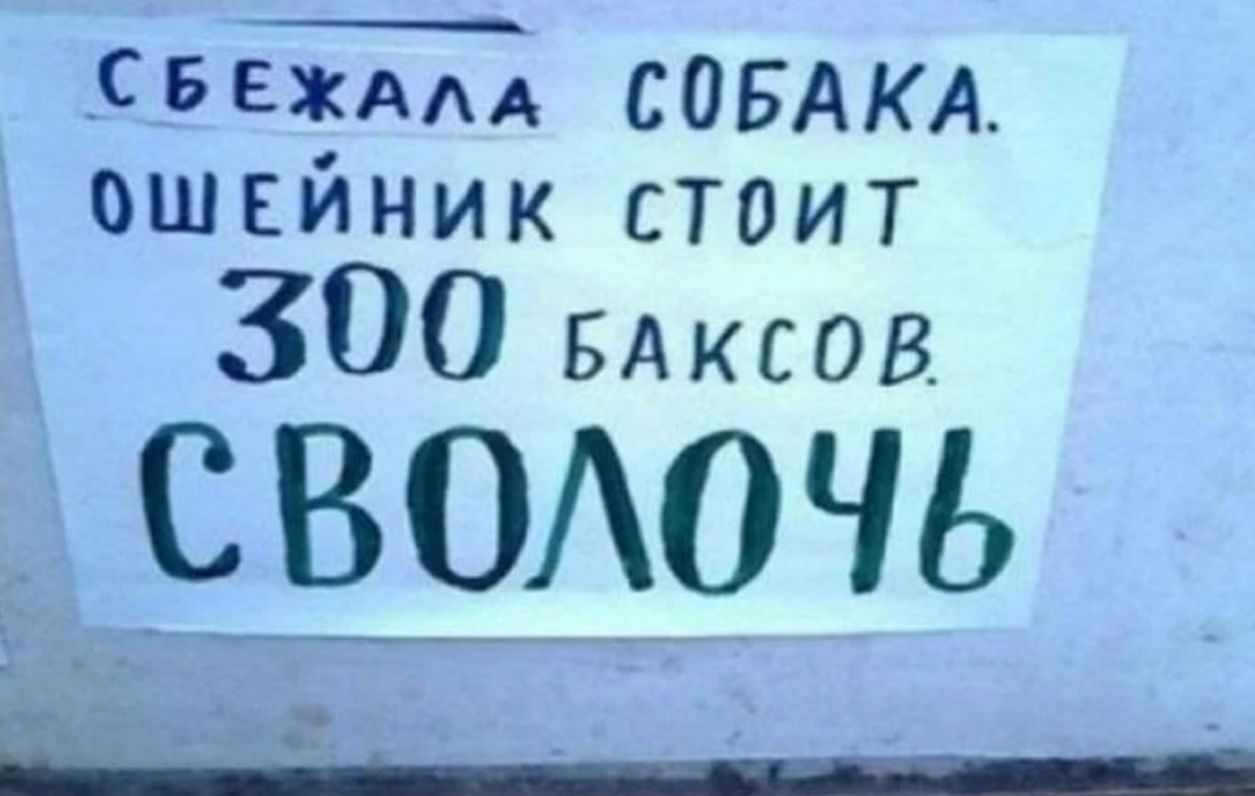 СБЕЖАЛА СОБАКА.
ОШЕЙНИК СТОИТ
300 БАКСОВ.
СВОЛОЧЬ